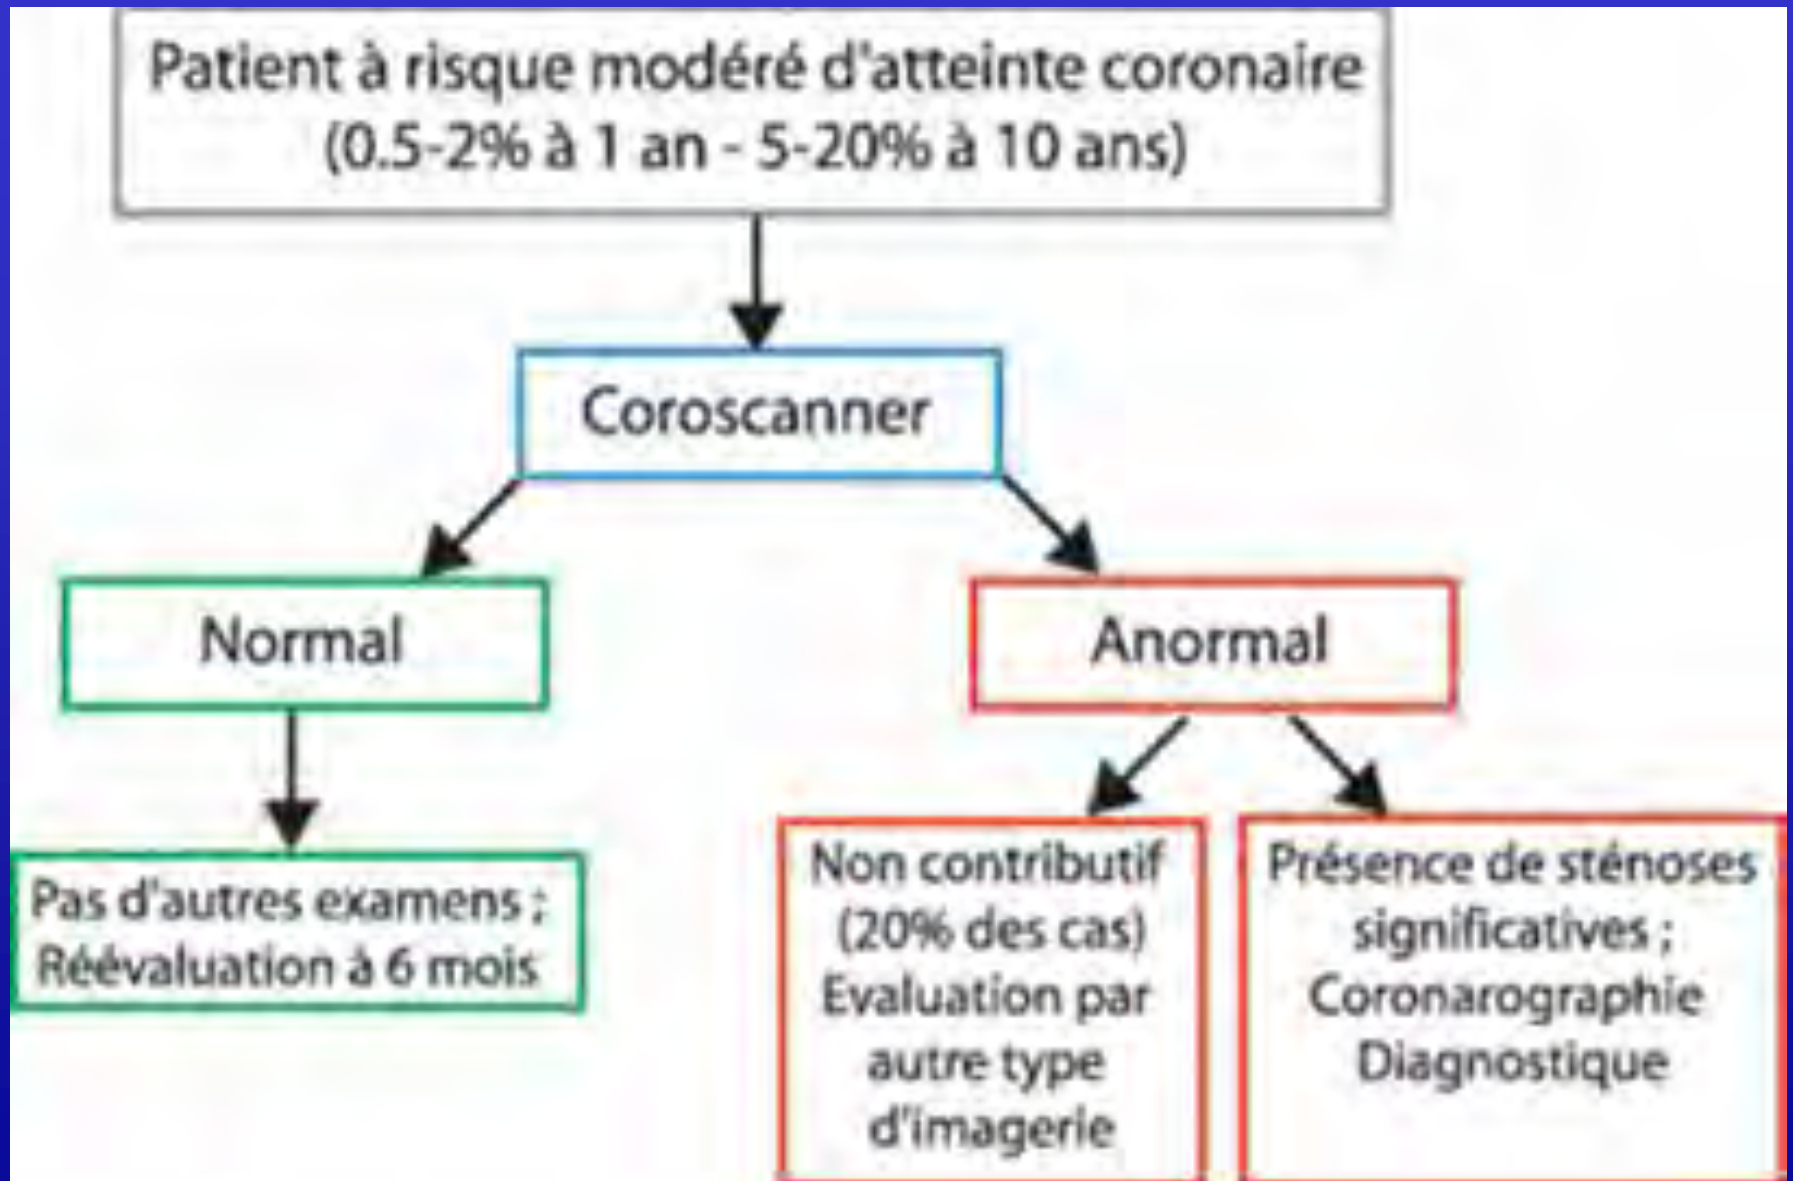 Patient à risque modéré d'atteinte coronaire
(0.5-2% à 1 an - 5-20% à 10 ans)
Coroscanner
Normal
Anormal
Pas d'autres examens ;
Réévaluation à 6 mois
Non contributif
(20% des cas)
Evaluation par
autre type
d'imagerie
Présence de sténoses
significatives ;
Coronarographie
Diagnostique